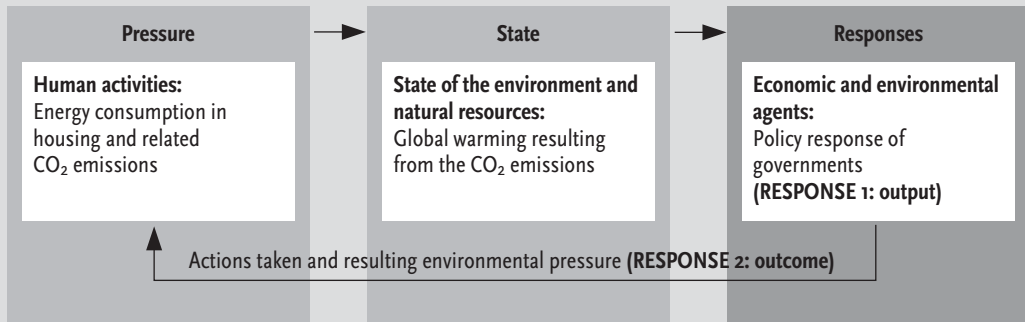 Pressure
State
Responses
Human activities:
Energy consumption in
housing and related
CO₂ emissions
State of the environment and
natural resources:
Global warming resulting
from the CO₂ emissions
Economic and environmental
agents:
Policy response of
governments
(RESPONSE 1: output)
Actions taken and resulting environmental pressure (RESPONSE 2: outcome)